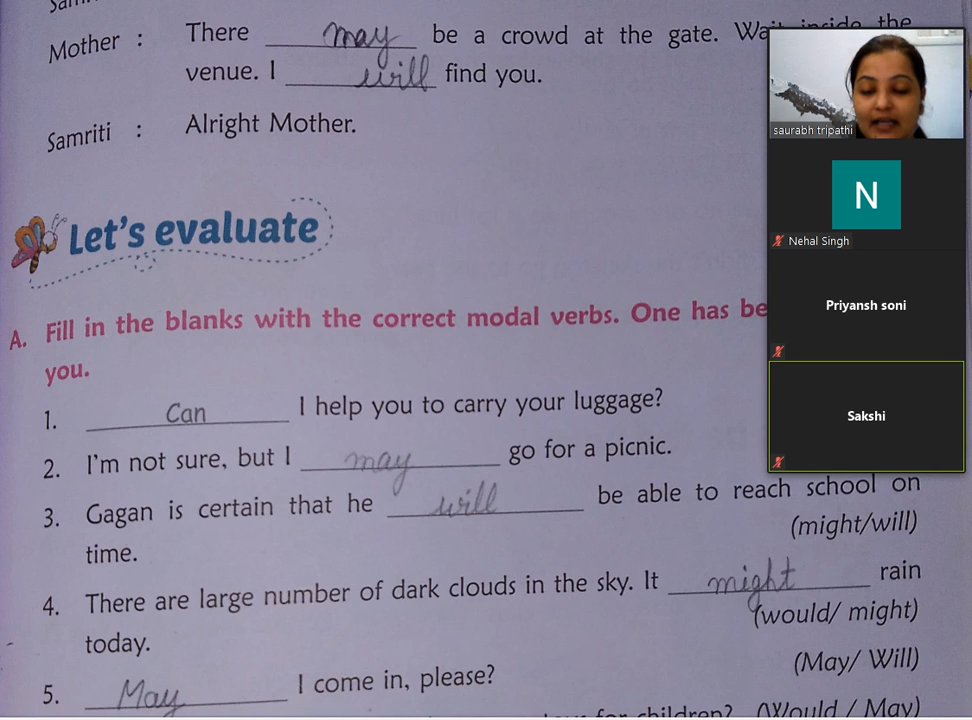 Mother : There may be a crowd at the gate. Wait inside the
venue. I will find you.
Samriti : Alright Mother.
Let's evaluate
A. Fill in the blanks with the correct modal verbs. One has be
you.
1. Can I help you to carry your luggage?
2. I'm not sure, but I may go for a picnic.
3. Gagan is certain that he will be able to reach school on
time. (might/will)
4. There are large number of dark clouds in the sky. It might rain
today. (would/ might)
5. May I come in, please? (May/ Will)
for children? (Would / May)
saurabh tripathi
N
Nehal Singh
Priyansh soni
Sakshi